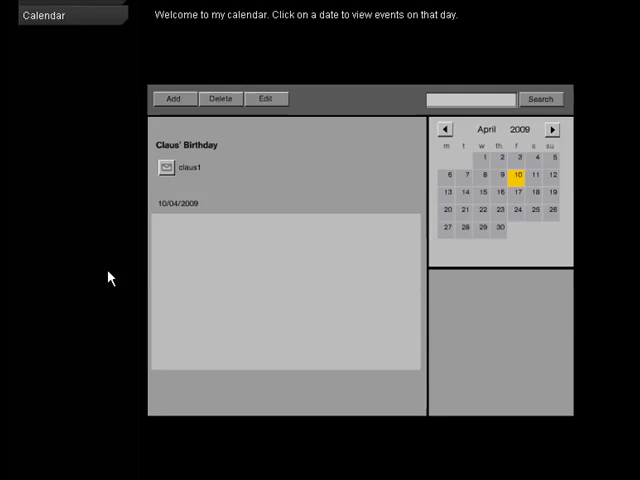 Calendar
Welcome to my calendar. Click on a date to view events on that day.
Add Delete Edit
Search
Claus' Birthday
claus1
10/04/2009
April 2009
m t w th f s su
1 2 3 4 5
6 7 8 9 10 11 12
13 14 15 16 17 18 19
20 21 22 23 24 25 26
27 28 29 30